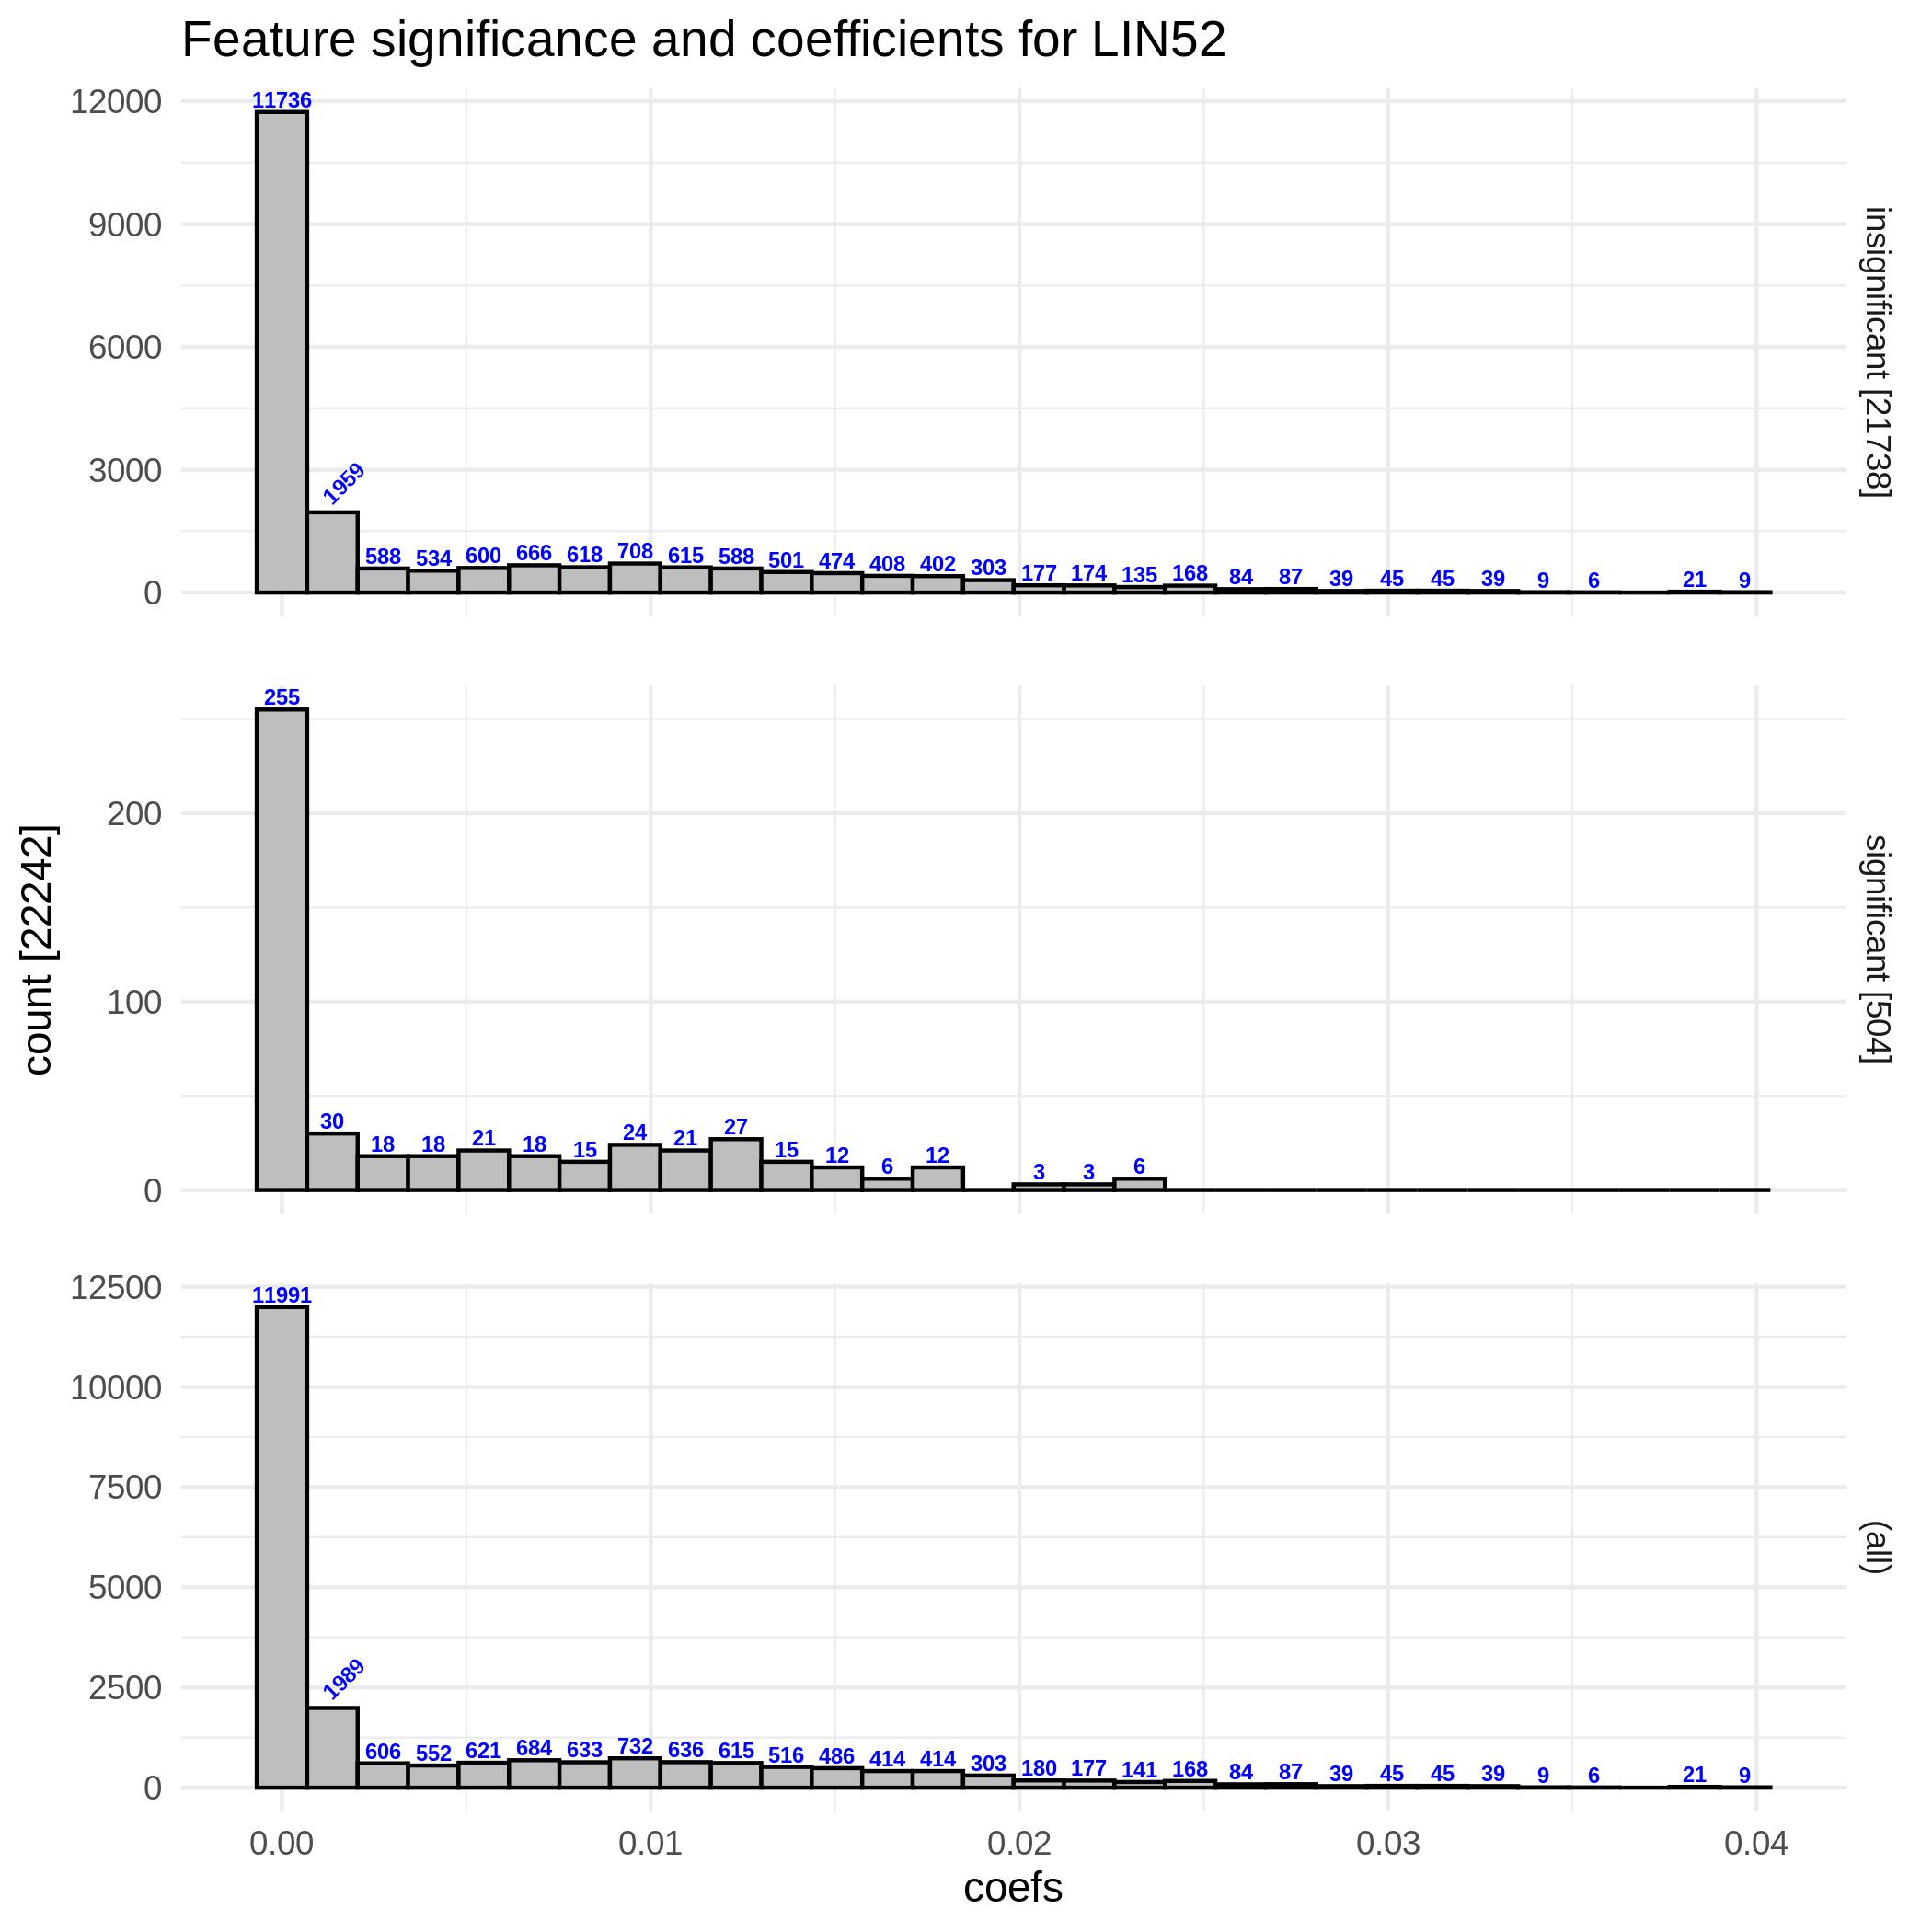 Feature significance and coefficients for LIN52
12000
9000
6000
3000
0
11736
1959
588 534 600 666 618 708 615 588 501 474 408 402 303 177 174 135 168 84 87 39 45 45 39 9 6 21 9
insignificant [21738]
count [22242]
200
100
0
255
30 18 18 21 18 15 24 21 27 15 12 6 12 3 3 6
significant [504]
12500
10000
7500
5000
2500
0
11991
1989
606 552 621 684 633 732 636 615 516 486 414 414 303 180 177 141 168 84 87 39 45 45 39 9 6 21 9
(all)
0.00 0.01 0.02 0.03 0.04
coefs